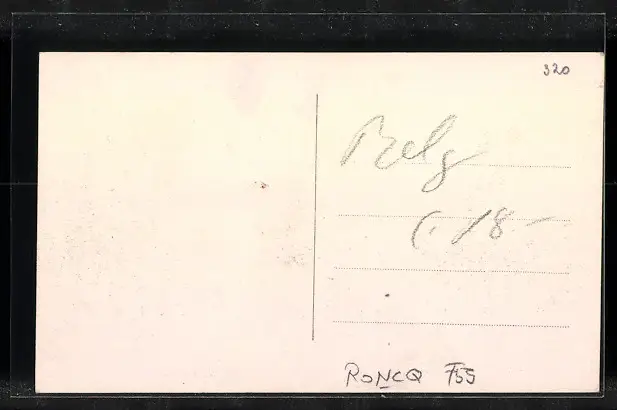 320
Belg
18-
RONCQ F55